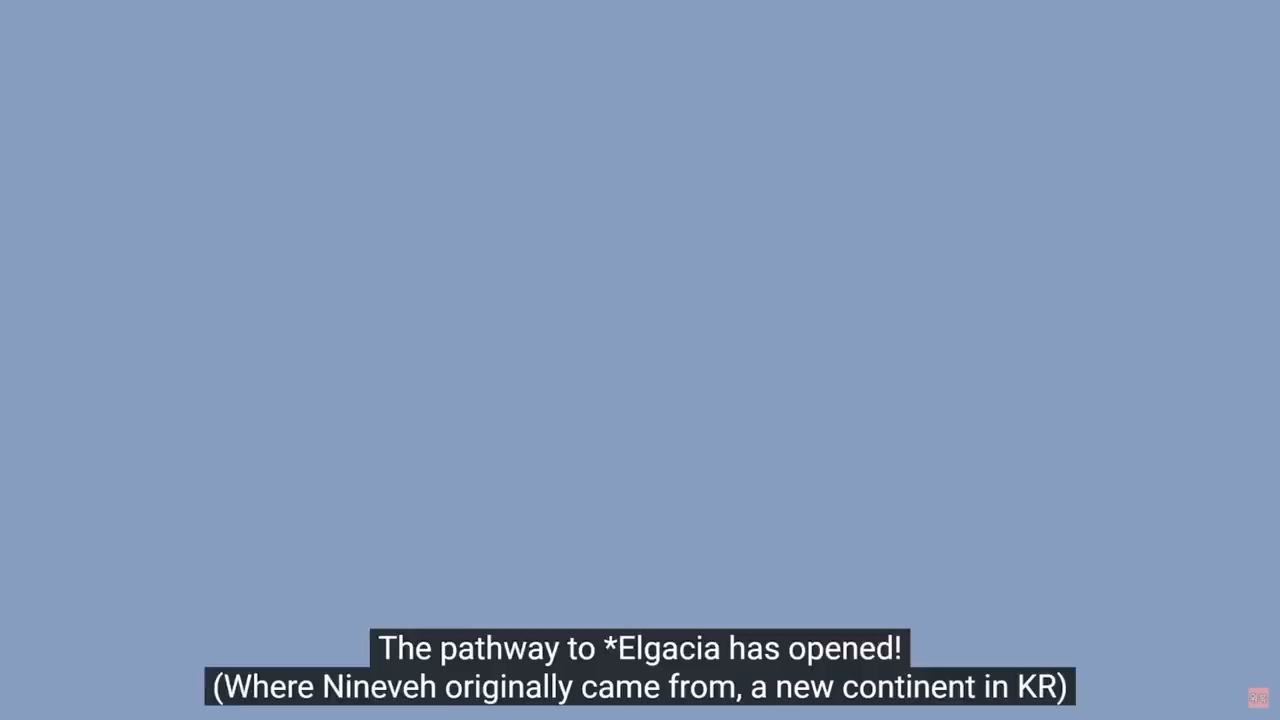 The pathway to *Elgacia has opened!
(Where Nineveh originally came from, a new continent in KR)